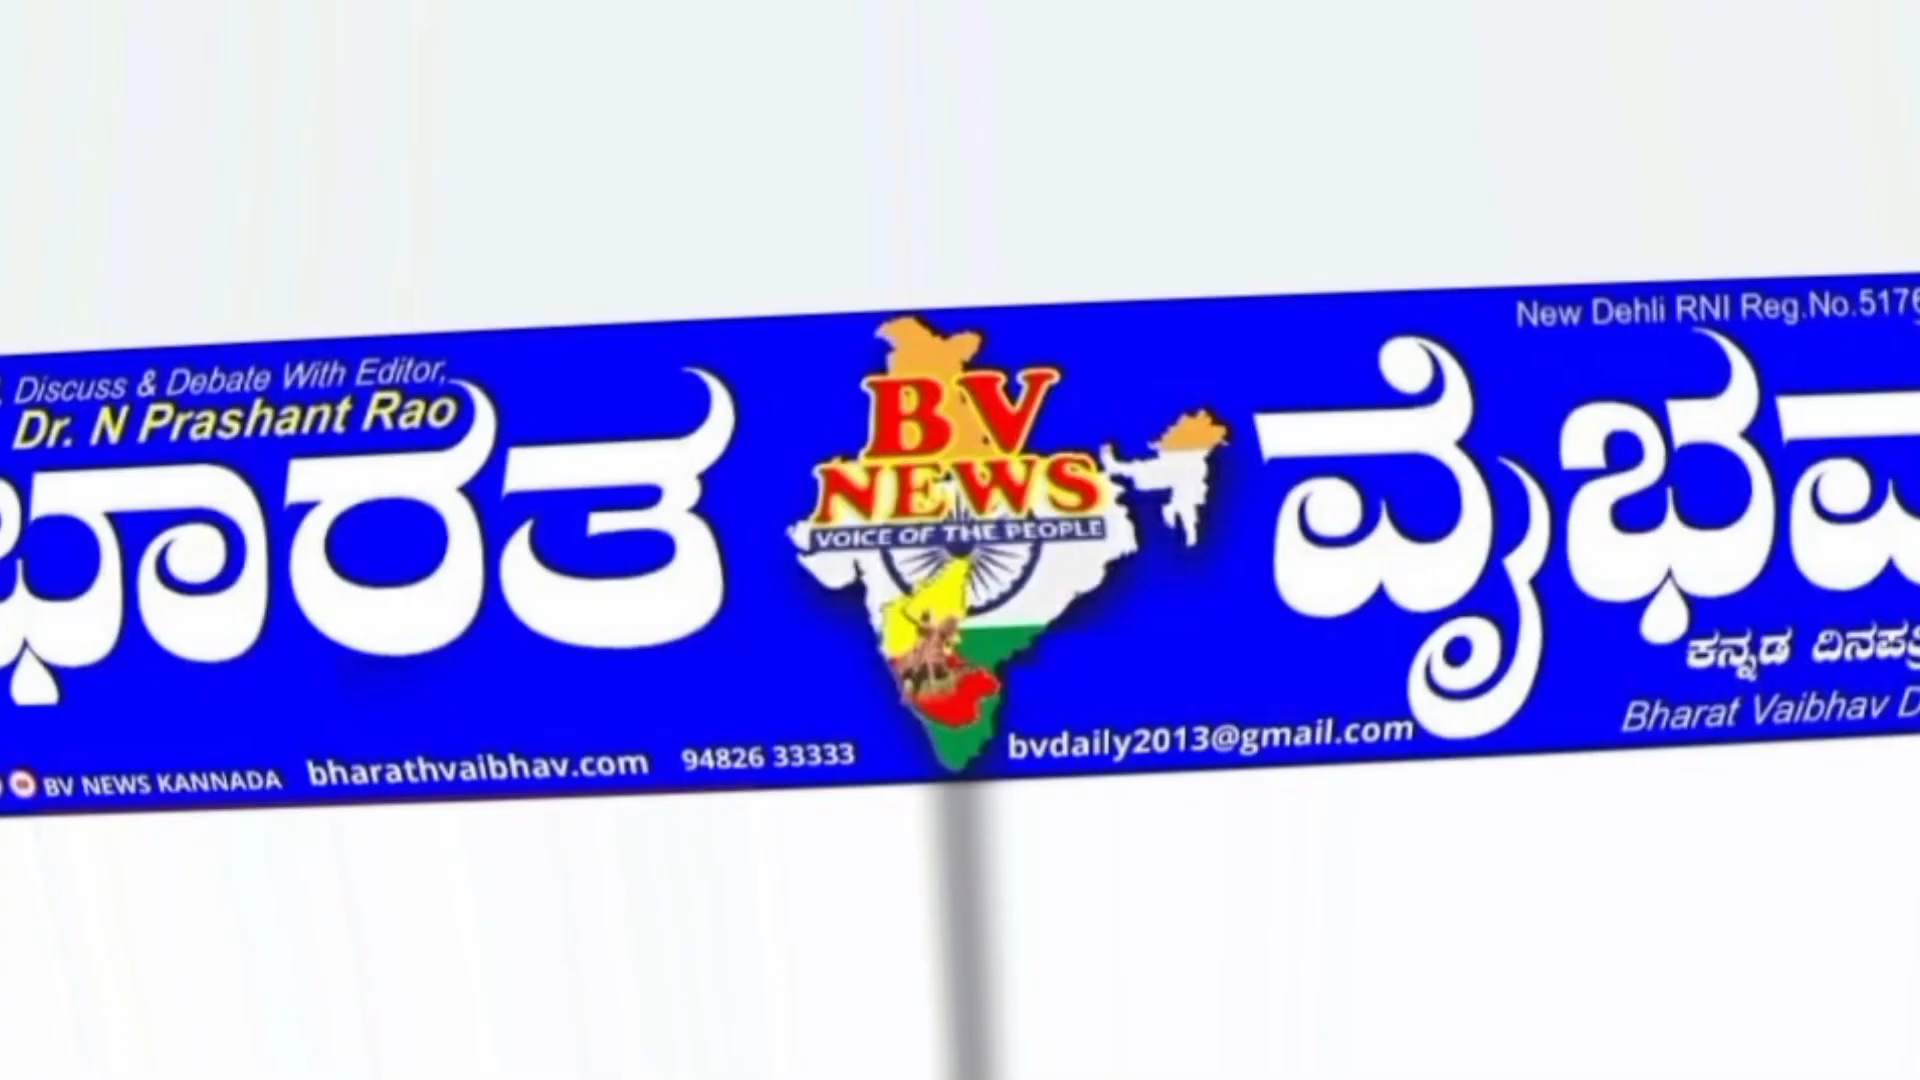 Discuss & Debate With Editor,
Dr. N Prashant Rao
New Dehli RNI Reg.No.5176
ಭಾರತ
BV
NEWS
VOICE OF THE PEOPLE
ವೈಭವ
ಕನ್ನಡ
Bharat Vaibhav
BV NEWS KANNADA bharathvaibhav.com 94826 33333 bvdaily2013@gmail.com